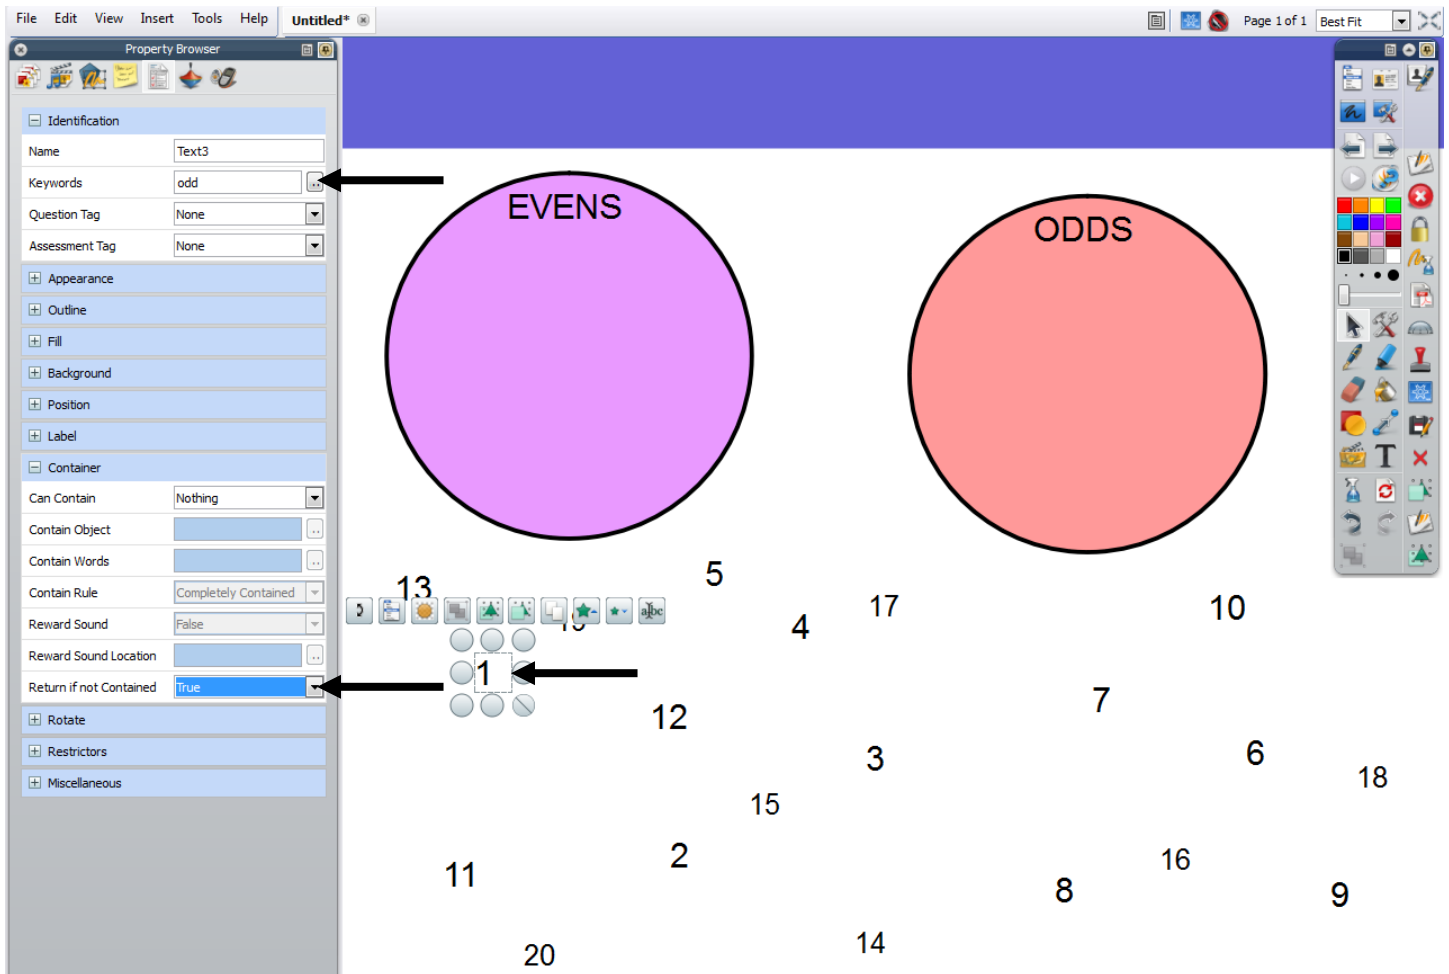 File Edit View Insert Tools Help Untitled* Page 1 of 1 Best Fit
Property Browser
Identification
Name Text3
Keywords odd ..
Question Tag None
Assessment Tag None
Appearance
Outline
Fill
Background
Position
Label
Container
Can Contain Nothing
Contain Object ..
Contain Words ..
Contain Rule Completely Contained
Reward Sound False
Reward Sound Location ..
Return if not Contained True
Rotate
Restrictors
Miscellaneous
EVENS
ODDS
5
13
17
10
abc
19
4
1
7
12
3
6
18
15
2
16
11
8
9
14
20
T